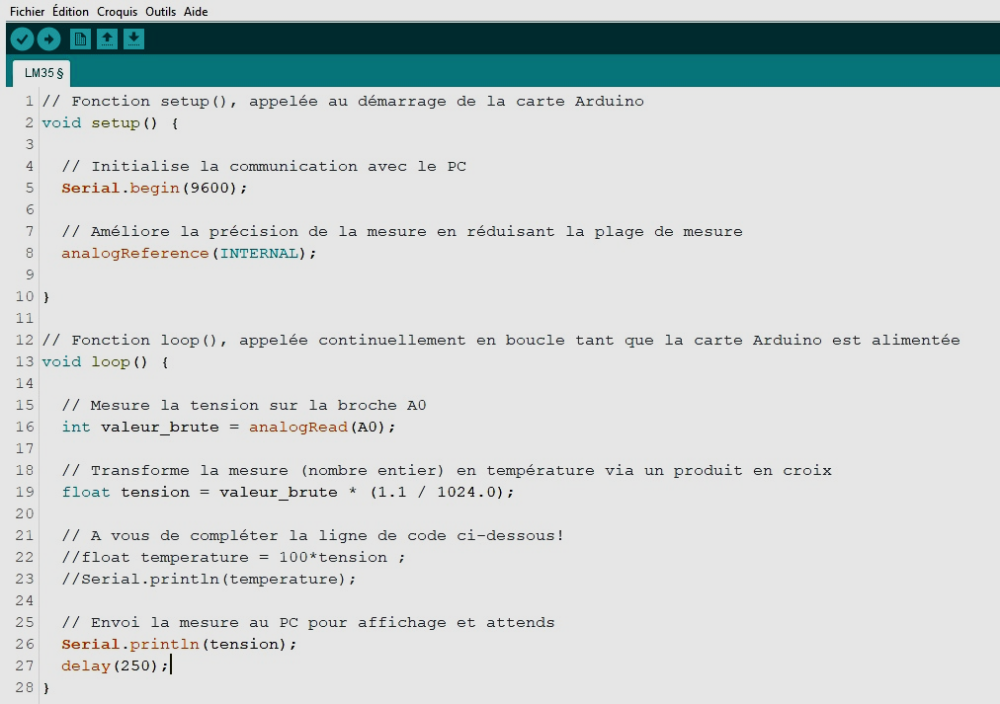 Fichier Édition Croquis Outils Aide
LM35 §
1 // Fonction setup(), appelée au démarrage de la carte Arduino
2 void setup() {
3
4 // Initialise la communication avec le PC
5 Serial.begin(9600);
6
7 // Améliore la précision de la mesure en réduisant la plage de mesure
8 analogReference(INTERNAL);
9
10 }
11
12 // Fonction loop(), appelée continuellement en boucle tant que la carte Arduino est alimentée
13 void loop() {
14
15 // Mesure la tension sur la broche A0
16 int valeur_brute = analogRead(A0);
17
18 // Transforme la mesure (nombre entier) en température via un produit en croix
19 float tension = valeur_brute * (1.1 / 1024.0);
20
21 // A vous de compléter la ligne de code ci-dessous!
22 //float temperature = 100*tension ;
23 //Serial.println(temperature);
24
25 // Envoi la mesure au PC pour affichage et attends
26 Serial.println(tension);
27 delay(250);
28 }